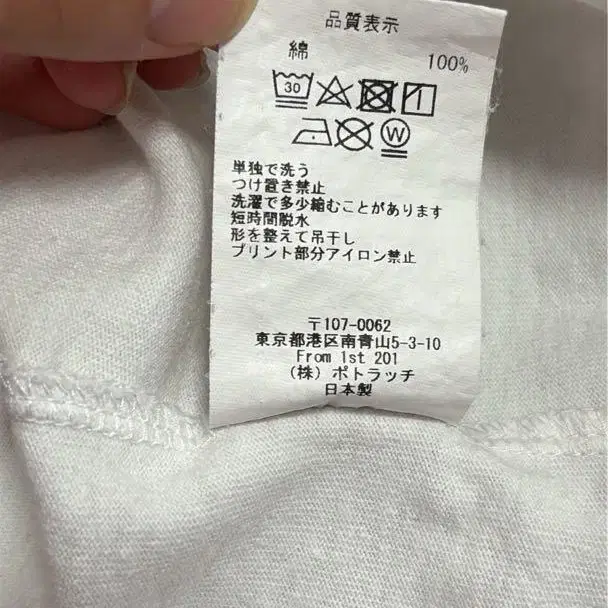 品質表示
綿 100%
30
W
単独で洗う
つけ置き禁止
洗濯で多少縮むことがあります
短時間脱水
形を整えて吊干し
プリント部分アイロン禁止
〒107-0062
東京都港区南青山5-3-10
From 1st 201
(株) ポトラッチ
日本製